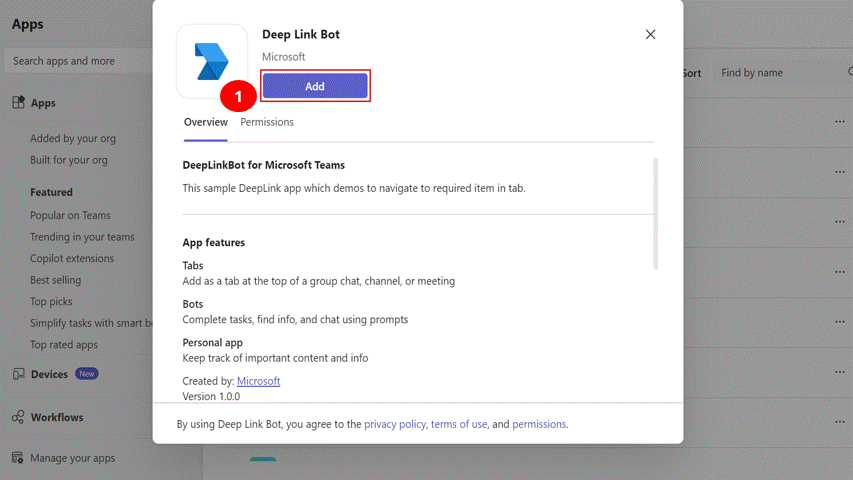 Apps
Search apps and more
Apps
Added by your org
Built for your org
Featured
Popular on Teams
Trending in your teams
Copilot extensions
Best selling
Top picks
Simplify tasks with smart b
Top rated apps
Devices New
Workflows
Manage your apps
Deep Link Bot
Microsoft
Add
1
Overview Permissions
DeepLinkBot for Microsoft Teams
This sample DeepLink app which demos to navigate to required item in tab.
App features
Tabs
Add as a tab at the top of a group chat, channel, or meeting
Bots
Complete tasks, find info, and chat using prompts
Personal app
Keep track of important content and info
Created by: Microsoft
Version 1.0.0
By using Deep Link Bot, you agree to the privacy policy, terms of use, and permissions.
Sort Find by name